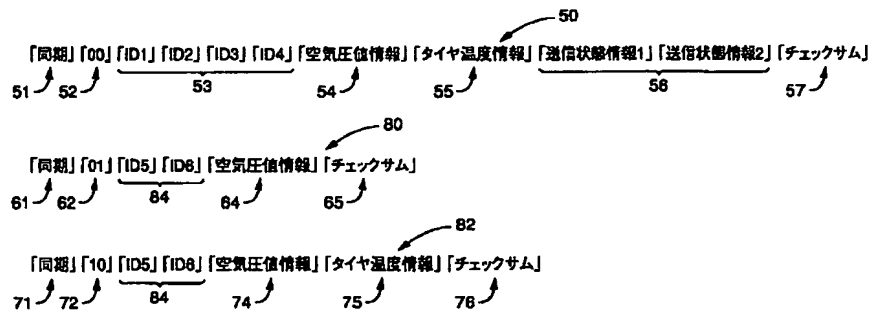 50
「同期」「00」「ID1」「ID2」「ID3」「ID4」「空気圧値情報」「タイヤ温度情報」「送信状態情報1」「送信状態情報2」「チェックサム」
51 52 53 54 55 56 57
80
「同期」「01」「ID5」「ID6」「空気圧値情報」「チェックサム」
61 62 84 64 65
82
「同期」「10」「ID5」「ID6」「空気圧値情報」「タイヤ温度情報」「チェックサム」
71 72 84 74 75 76